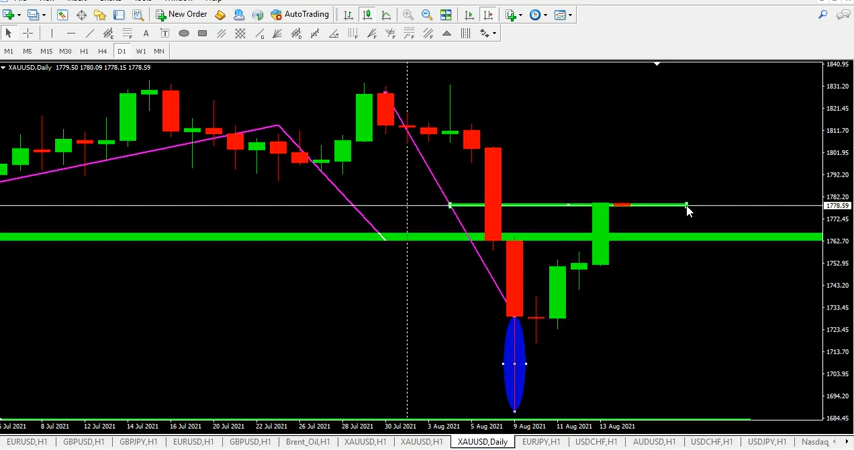 New Order
AutoTrading
A
T
M1 M5 M15 M30 H1 H4 D1 W1 MN
XAUUSD,Daily 1779.50 1780.09 1778.15 1778.59
1840.95
1831.20
1821.45
1811.70
1801.95
1792.20
1782.20
1778.59
1772.45
1762.70
1752.95
1743.20
1733.45
1723.45
1713.70
1703.95
1694.20
1684.45
Jul 2021 8 Jul 2021 12 Jul 2021 14 Jul 2021 16 Jul 2021 20 Jul 2021 22 Jul 2021 26 Jul 2021 28 Jul 2021 30 Jul 2021 3 Aug 2021 5 Aug 2021 9 Aug 2021 11 Aug 2021 13 Aug 2021
EURUSD,H1 GBPUSD,H1 GBPJPY,H1 EURUSD,H1 GBPUSD,H1 Brent_Oil,H1 XAUUSD,H1 XAUUSD,H1 XAUUSD,Daily EURJPY,H1 USDCHF,H1 AUDUSD,H1 USDCHF,H1 USDJPY,H1 Nasdaq